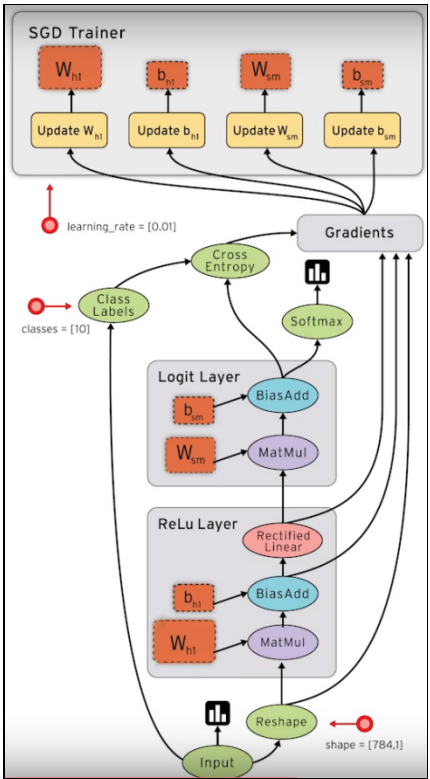 SGD Trainer
Wh1
bh1
Wsm
bsm
Update Wh1
Update bh1
Update Wsm
Update bsm
learning_rate = [0.01]
Gradients
Cross
Entropy
Class
Labels
classes = [10]
Softmax
Logit Layer
bsm
BiasAdd
Wsm
MatMul
ReLu Layer
Rectified
Linear
bh1
BiasAdd
Wh1
MatMul
Reshape
shape = [784,1]
Input